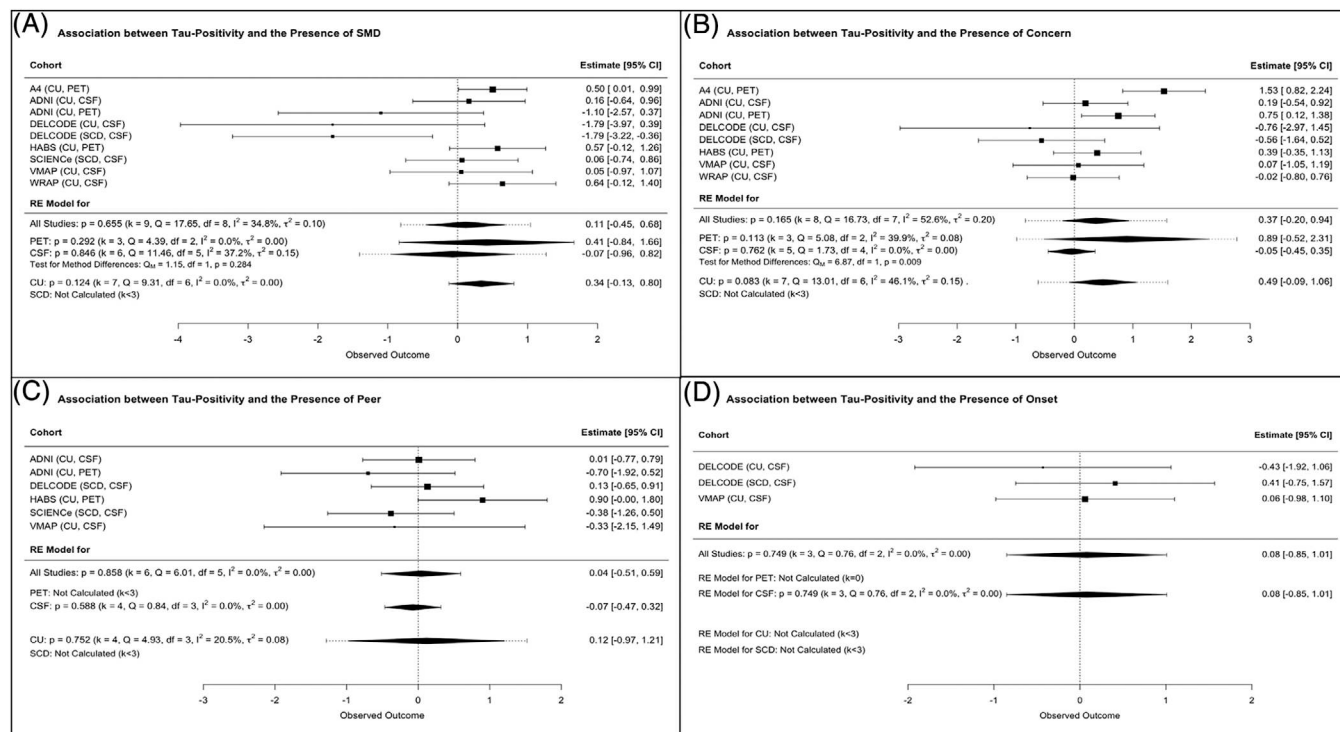 (A) Association between Tau-Positivity and the Presence of SMD
Cohort Estimate [95% CI]
A4 (CU, PET) 0.50 [ 0.01, 0.99]
ADNI (CU, CSF) 0.16 [-0.64, 0.96]
ADNI (CU, PET) -1.10 [-2.57, 0.37]
DELCODE (CU, CSF) -1.79 [-3.97, 0.39]
DELCODE (SCD, CSF) -1.79 [-3.22, -0.36]
HABS (CU, PET) 0.57 [-0.12, 1.26]
SCIENCe (SCD, CSF) 0.06 [-0.74, 0.86]
VMAP (CU, CSF) 0.05 [-0.97, 1.07]
WRAP (CU, CSF) 0.64 [-0.12, 1.40]
RE Model for
All Studies: p = 0.655 (k = 9, Q = 17.65, df = 8, I² = 34.8%, τ² = 0.10) 0.11 [-0.45, 0.68]
PET: p = 0.292 (k = 3, Q = 4.39, df = 2, I² = 0.0%, τ² = 0.00) 0.41 [-0.84, 1.66]
CSF: p = 0.846 (k = 6, Q = 11.46, df = 5, I² = 37.2%, τ² = 0.15) -0.07 [-0.96, 0.82]
Test for Method Differences: Q_M = 1.15, df = 1, p = 0.284
CU: p = 0.124 (k = 7, Q = 9.31, df = 6, I² = 0.0%, τ² = 0.00) 0.34 [-0.13, 0.80]
SCD: Not Calculated (k<3)
-4 -3 -2 -1 0 1 2
Observed Outcome
(B) Association between Tau-Positivity and the Presence of Concern
Cohort Estimate [95% CI]
A4 (CU, PET) 1.53 [ 0.82, 2.24]
ADNI (CU, CSF) 0.19 [-0.54, 0.92]
ADNI (CU, PET) 0.75 [ 0.12, 1.38]
DELCODE (CU, CSF) -0.76 [-2.97, 1.45]
DELCODE (SCD, CSF) -0.56 [-1.64, 0.52]
HABS (CU, PET) 0.39 [-0.35, 1.13]
VMAP (CU, CSF) 0.07 [-1.05, 1.19]
WRAP (CU, CSF) -0.02 [-0.80, 0.76]
RE Model for
All Studies: p = 0.165 (k = 8, Q = 16.73, df = 7, I² = 52.6%, τ² = 0.20) 0.37 [-0.20, 0.94]
PET: p = 0.113 (k = 3, Q = 5.08, df = 2, I² = 39.9%, τ² = 0.08) 0.89 [-0.52, 2.31]
CSF: p = 0.762 (k = 5, Q = 1.73, df = 4, I² = 0.0%, τ² = 0.00) -0.05 [-0.45, 0.35]
Test for Method Differences: Q_M = 6.87, df = 1, p = 0.009
CU: p = 0.083 (k = 7, Q = 13.01, df = 6, I² = 46.1%, τ² = 0.15) . 0.49 [-0.09, 1.06]
SCD: Not Calculated (k<3)
-3 -2 -1 0 1 2 3
Observed Outcome
(C) Association between Tau-Positivity and the Presence of Peer
Cohort Estimate [95% CI]
ADNI (CU, CSF) 0.01 [-0.77, 0.79]
ADNI (CU, PET) -0.70 [-1.92, 0.52]
DELCODE (SCD, CSF) 0.13 [-0.65, 0.91]
HABS (CU, PET) 0.90 [-0.00, 1.80]
SCIENCe (SCD, CSF) -0.38 [-1.26, 0.50]
VMAP (CU, CSF) -0.33 [-2.15, 1.49]
RE Model for
All Studies: p = 0.858 (k = 6, Q = 6.01, df = 5, I² = 0.0%, τ² = 0.00) 0.04 [-0.51, 0.59]
PET: Not Calculated (k<3)
CSF: p = 0.588 (k = 4, Q = 0.84, df = 3, I² = 0.0%, τ² = 0.00) -0.07 [-0.47, 0.32]
CU: p = 0.752 (k = 4, Q = 4.93, df = 3, I² = 20.5%, τ² = 0.08) 0.12 [-0.97, 1.21]
SCD: Not Calculated (k<3)
-3 -2 -1 0 1 2
Observed Outcome
(D) Association between Tau-Positivity and the Presence of Onset
Cohort Estimate [95% CI]
DELCODE (CU, CSF) -0.43 [-1.92, 1.06]
DELCODE (SCD, CSF) 0.41 [-0.75, 1.57]
VMAP (CU, CSF) 0.06 [-0.98, 1.10]
RE Model for
All Studies: p = 0.749 (k = 3, Q = 0.76, df = 2, I² = 0.0%, τ² = 0.00) 0.08 [-0.85, 1.01]
RE Model for PET: Not Calculated (k=0)
RE Model for CSF: p = 0.749 (k = 3, Q = 0.76, df = 2, I² = 0.0%, τ² = 0.00) 0.08 [-0.85, 1.01]
RE Model for CU: Not Calculated (k<3)
RE Model for SCD: Not Calculated (k<3)
-2 -1 0 1 2
Observed Outcome